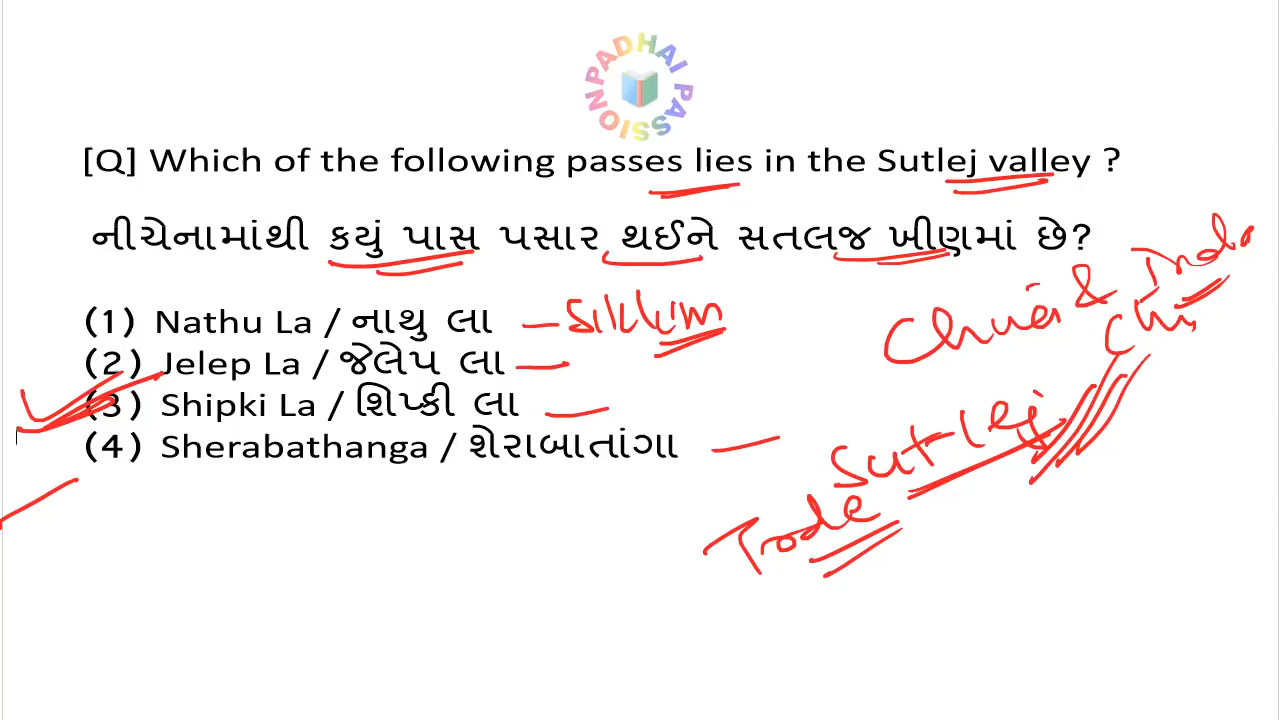 PADHAI PASSION
[Q] Which of the following passes lies in the Sutlej valley ?
નીચેનામાંથી કયું પાસ પસાર થઈને સતલજ ખીણમાં છે?
(1) Nathu La / નાથુ લા
Sikkim
China & India
(2) Jelep La / જેલેપ લા
(3) Shipki La / શિપ્કી લા
(4) Sherabathanga / શેરાબાતાંગા
Sutlej
Trade